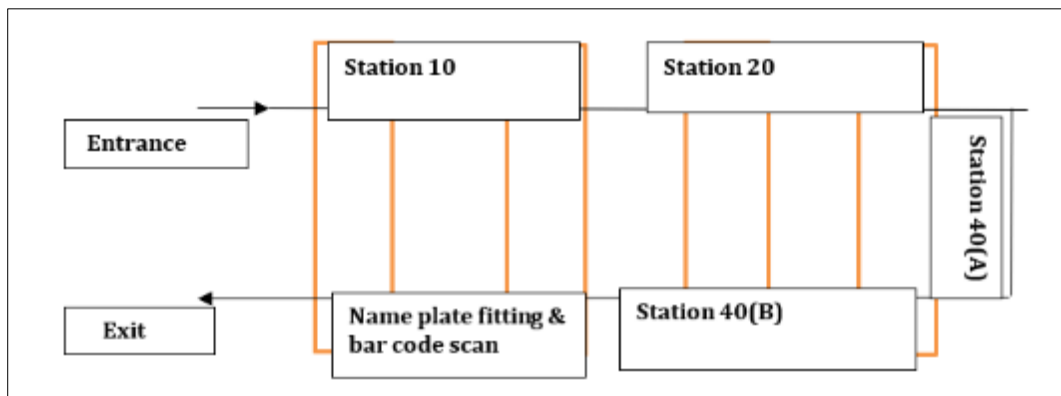 Station 10
Station 20
Entrance
Station 40(A)
Exit
Name plate fitting &
bar code scan
Station 40(B)